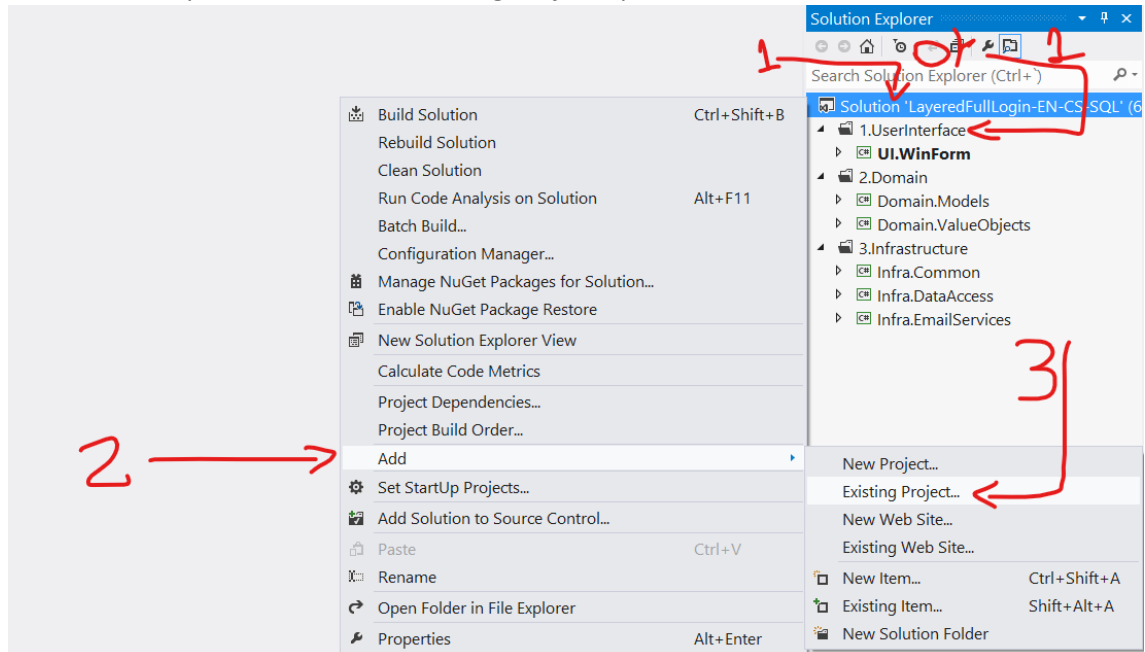 Solution Explorer
1
or
1
Search Solution Explorer (Ctrl+`)
Solution 'LayeredFullLogin-EN-CS-SQL' (6
1.UserInterface
C# UI.WinForm
2.Domain
C# Domain.Models
C# Domain.ValueObjects
3.Infrastructure
C# Infra.Common
C# Infra.DataAccess
C# Infra.EmailServices
Build Solution Ctrl+Shift+B
Rebuild Solution
Clean Solution
Run Code Analysis on Solution Alt+F11
Batch Build...
Configuration Manager...
Manage NuGet Packages for Solution...
Enable NuGet Package Restore
New Solution Explorer View
Calculate Code Metrics
Project Dependencies...
Project Build Order...
2
Add
Set StartUp Projects...
Add Solution to Source Control...
Paste Ctrl+V
Rename
Open Folder in File Explorer
Properties Alt+Enter
3
New Project...
Existing Project...
New Web Site...
Existing Web Site...
New Item... Ctrl+Shift+A
Existing Item... Shift+Alt+A
New Solution Folder